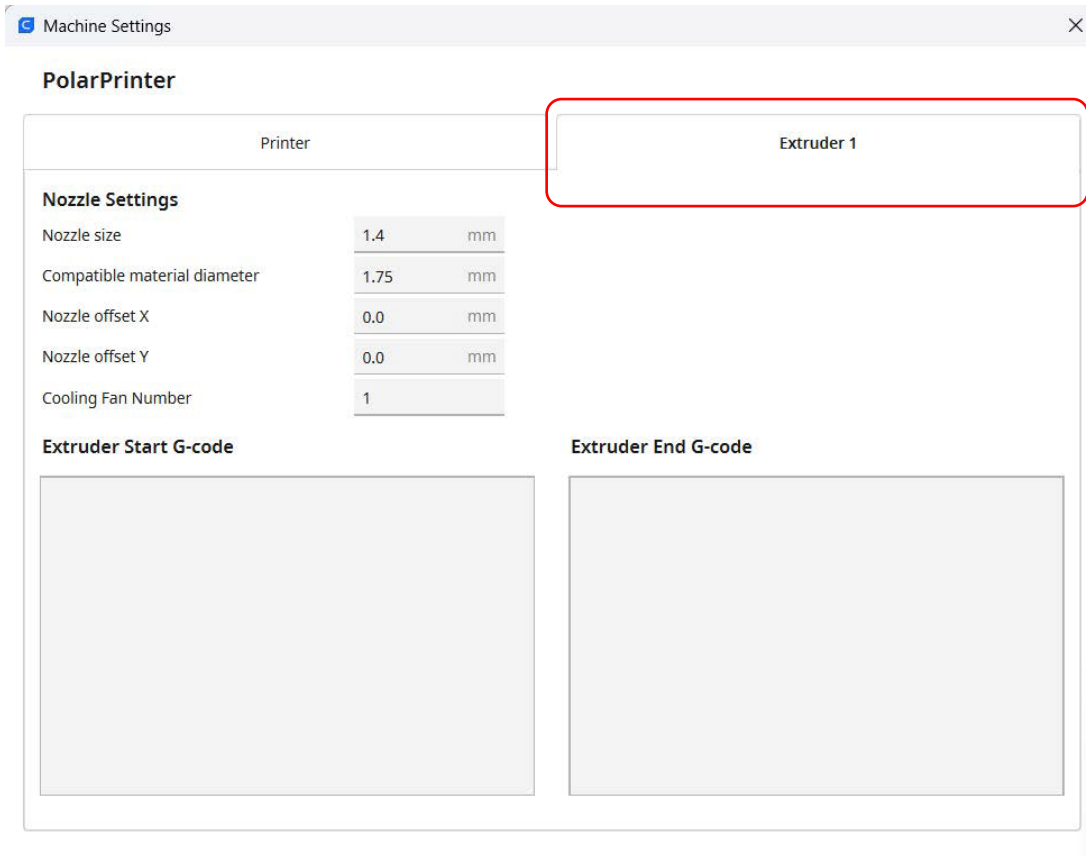 Machine Settings
PolarPrinter
Printer
Extruder 1
Nozzle Settings
Nozzle size 1.4 mm
Compatible material diameter 1.75 mm
Nozzle offset X 0.0 mm
Nozzle offset Y 0.0 mm
Cooling Fan Number 1
Extruder Start G-code
Extruder End G-code